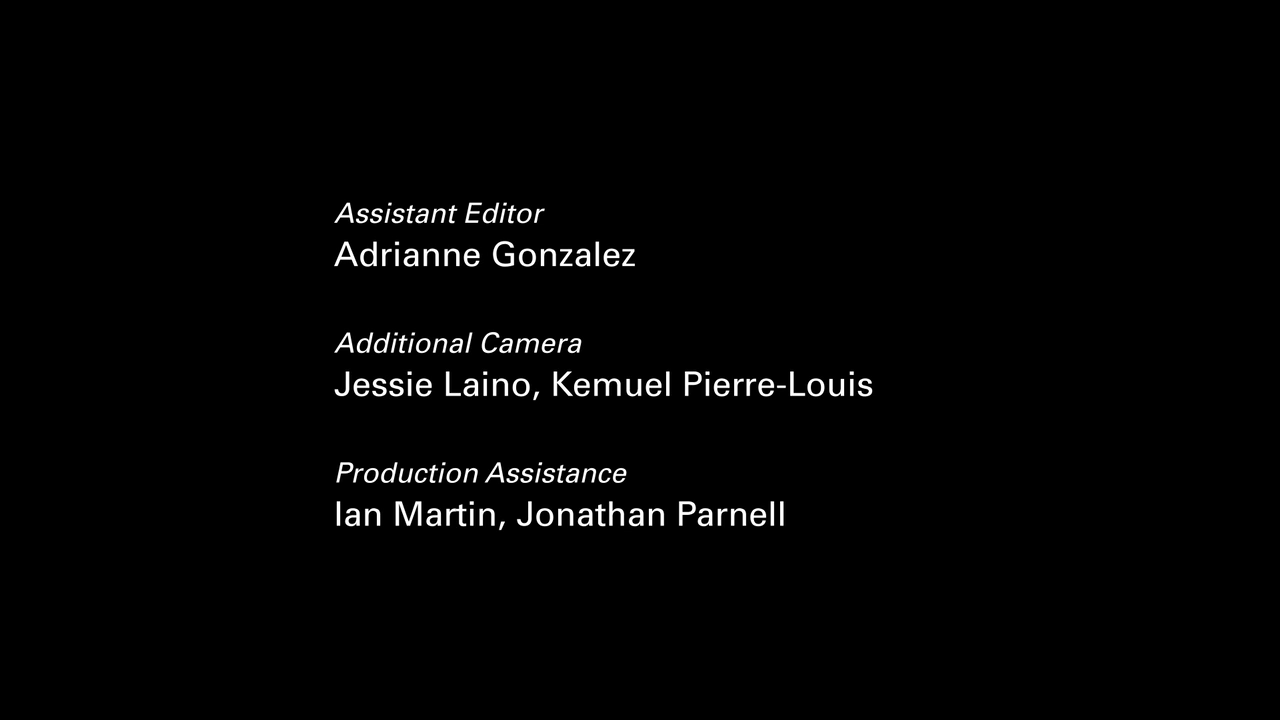 Assistant Editor
Adrianne Gonzalez
Additional Camera
Jessie Laino, Kemuel Pierre-Louis
Production Assistance
Ian Martin, Jonathan Parnell